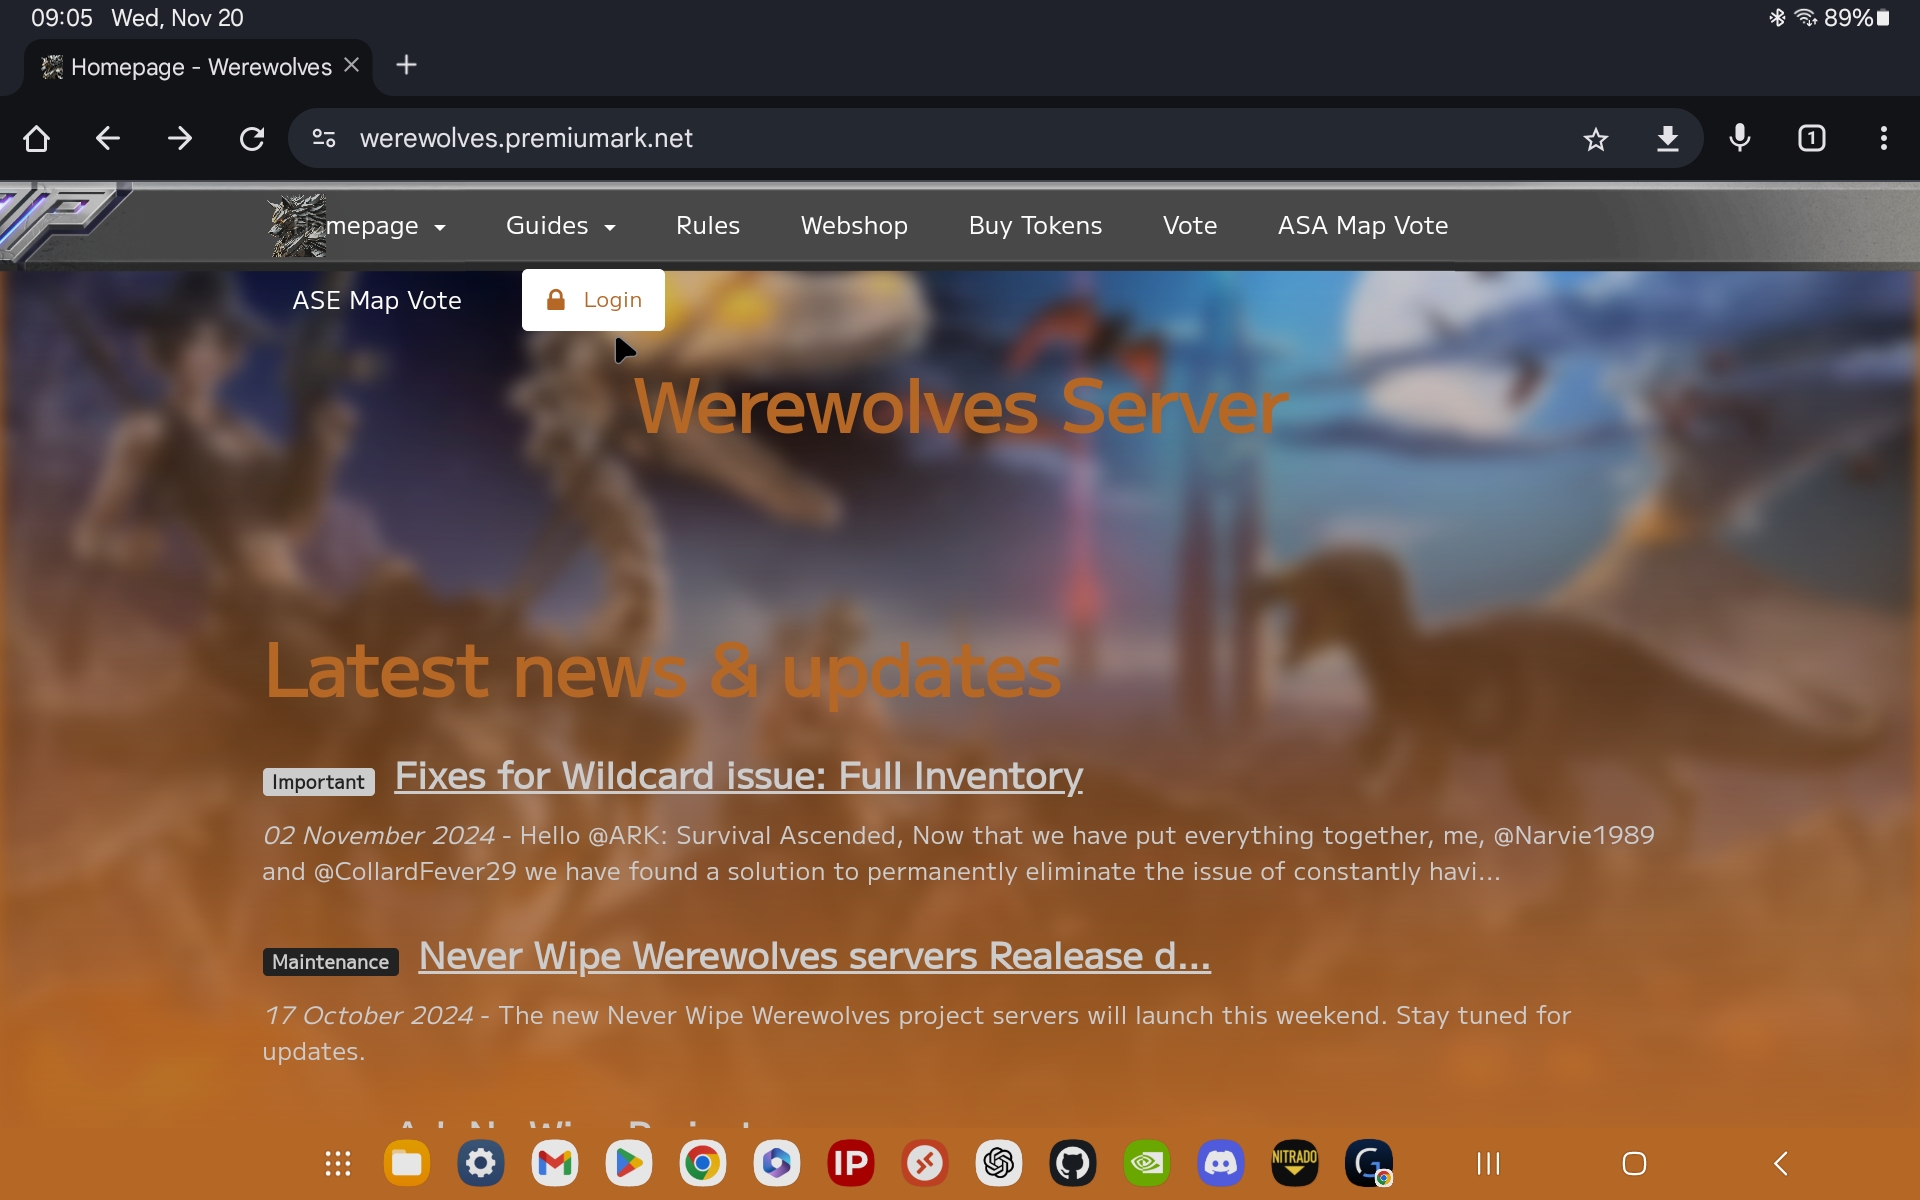 09:05 Wed, Nov 20
89%
Homepage - Werewolves
werewolves.premiumark.net
1
mepage
Guides
Rules
Webshop
Buy Tokens
Vote
ASA Map Vote
ASE Map Vote
Login
Werewolves Server
Latest news & updates
Important
Fixes for Wildcard issue: Full Inventory
02 November 2024 - Hello @ARK: Survival Ascended, Now that we have put everything together, me, @Narvie1989
and @CollardFever29 we have found a solution to permanently eliminate the issue of constantly havi...
Maintenance
Never Wipe Werewolves servers Realease d...
17 October 2024 - The new Never Wipe Werewolves project servers will launch this weekend. Stay tuned for
updates.
IP
NITRADO